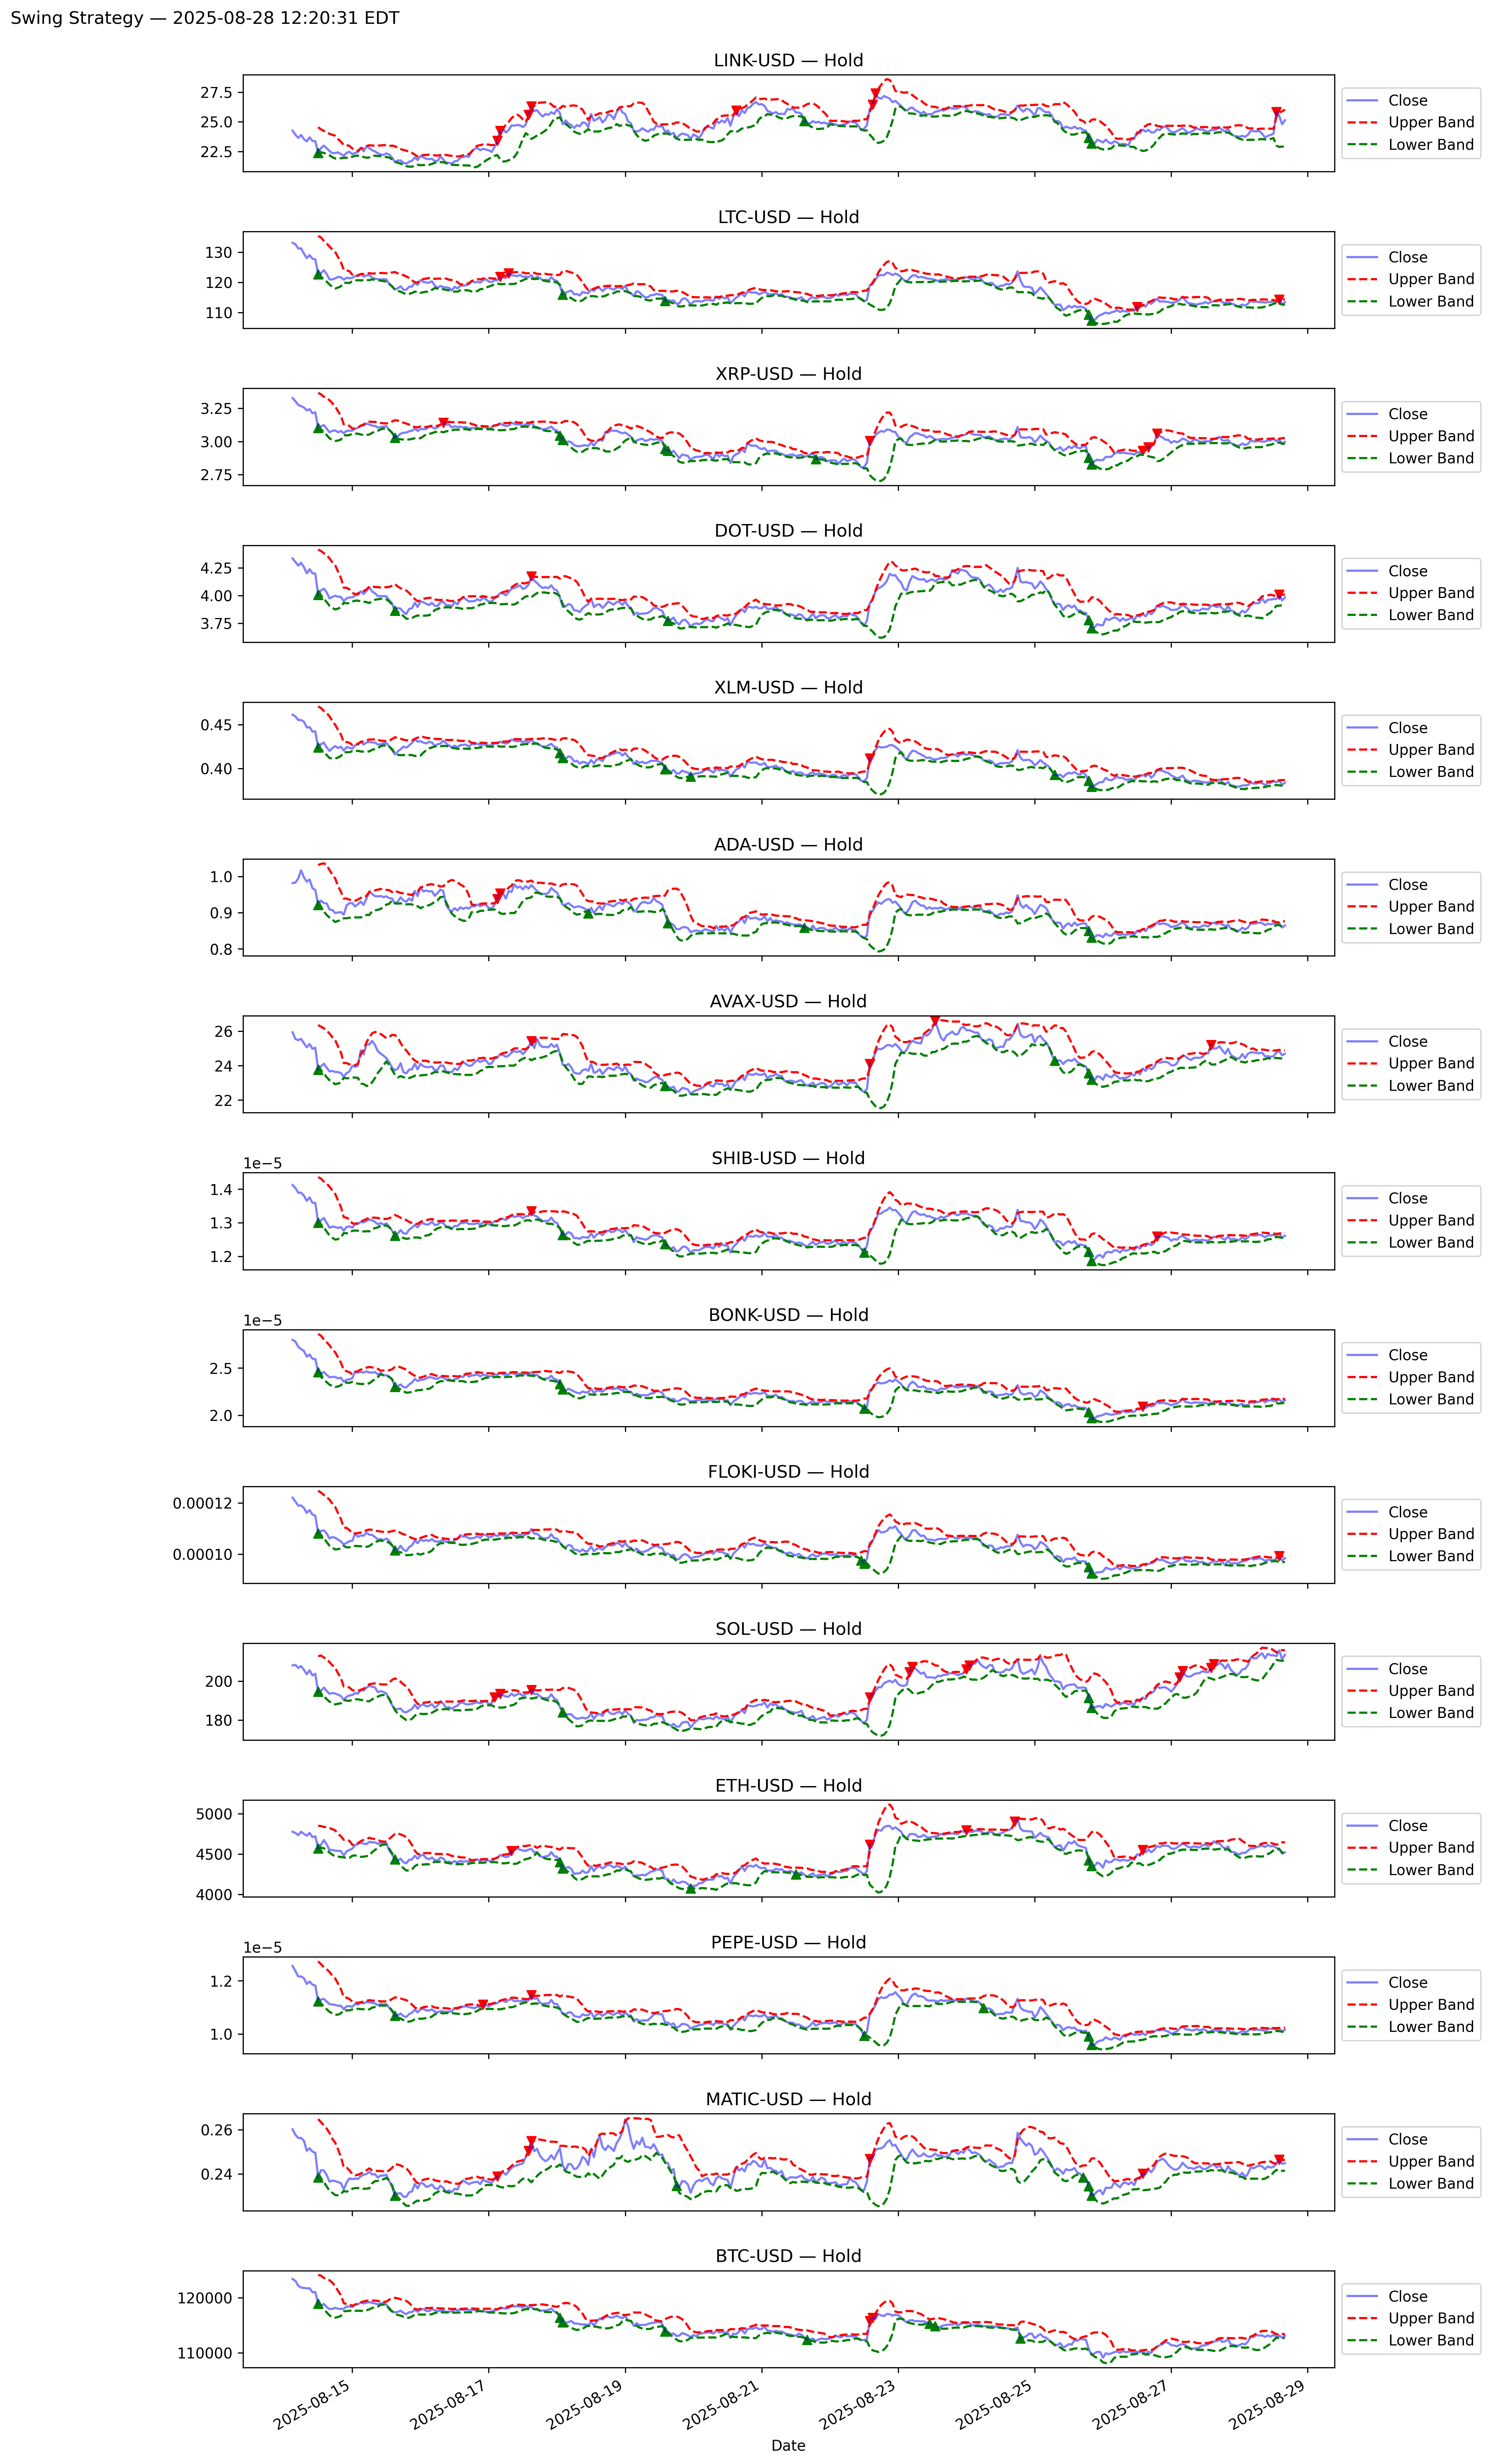 Swing Strategy — 2025-08-28 12:20:31 EDT
LINK-USD — Hold
27.5
25.0
22.5
Close
Upper Band
Lower Band
LTC-USD — Hold
130
120
110
Close
Upper Band
Lower Band
XRP-USD — Hold
3.25
3.00
2.75
Close
Upper Band
Lower Band
DOT-USD — Hold
4.25
4.00
3.75
Close
Upper Band
Lower Band
XLM-USD — Hold
0.45
0.40
Close
Upper Band
Lower Band
ADA-USD — Hold
1.0
0.9
0.8
Close
Upper Band
Lower Band
AVAX-USD — Hold
26
24
22
Close
Upper Band
Lower Band
SHIB-USD — Hold
1e−5
1.4
1.3
1.2
Close
Upper Band
Lower Band
BONK-USD — Hold
1e−5
2.5
2.0
Close
Upper Band
Lower Band
FLOKI-USD — Hold
0.00012
0.00010
Close
Upper Band
Lower Band
SOL-USD — Hold
200
180
Close
Upper Band
Lower Band
ETH-USD — Hold
5000
4500
4000
Close
Upper Band
Lower Band
PEPE-USD — Hold
1e−5
1.2
1.0
Close
Upper Band
Lower Band
MATIC-USD — Hold
0.26
0.24
Close
Upper Band
Lower Band
BTC-USD — Hold
120000
110000
Close
Upper Band
Lower Band
2025-08-15
2025-08-17
2025-08-19
2025-08-21
2025-08-23
2025-08-25
2025-08-27
2025-08-29
Date